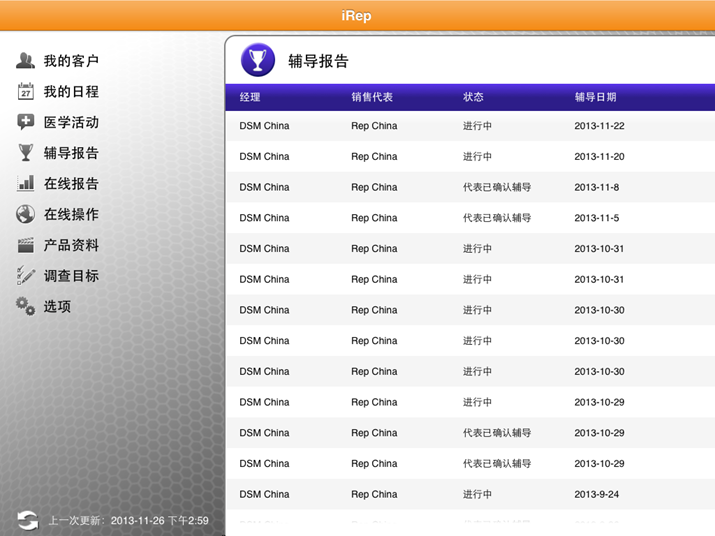 iRep
我的客户
27
我的日程
医学活动
辅导报告
在线报告
在线操作
产品资料
调查目标
选项
上一次更新：2013-11-26 下午2:59
辅导报告
经理 销售代表 状态 辅导日期
DSM China Rep China 进行中 2013-11-22
DSM China Rep China 进行中 2013-11-20
DSM China Rep China 代表已确认辅导 2013-11-8
DSM China Rep China 代表已确认辅导 2013-11-5
DSM China Rep China 进行中 2013-10-31
DSM China Rep China 进行中 2013-10-31
DSM China Rep China 进行中 2013-10-30
DSM China Rep China 进行中 2013-10-30
DSM China Rep China 进行中 2013-10-30
DSM China Rep China 进行中 2013-10-29
DSM China Rep China 代表已确认辅导 2013-10-29
DSM China Rep China 代表已确认辅导 2013-10-29
DSM China Rep China 进行中 2013-9-24